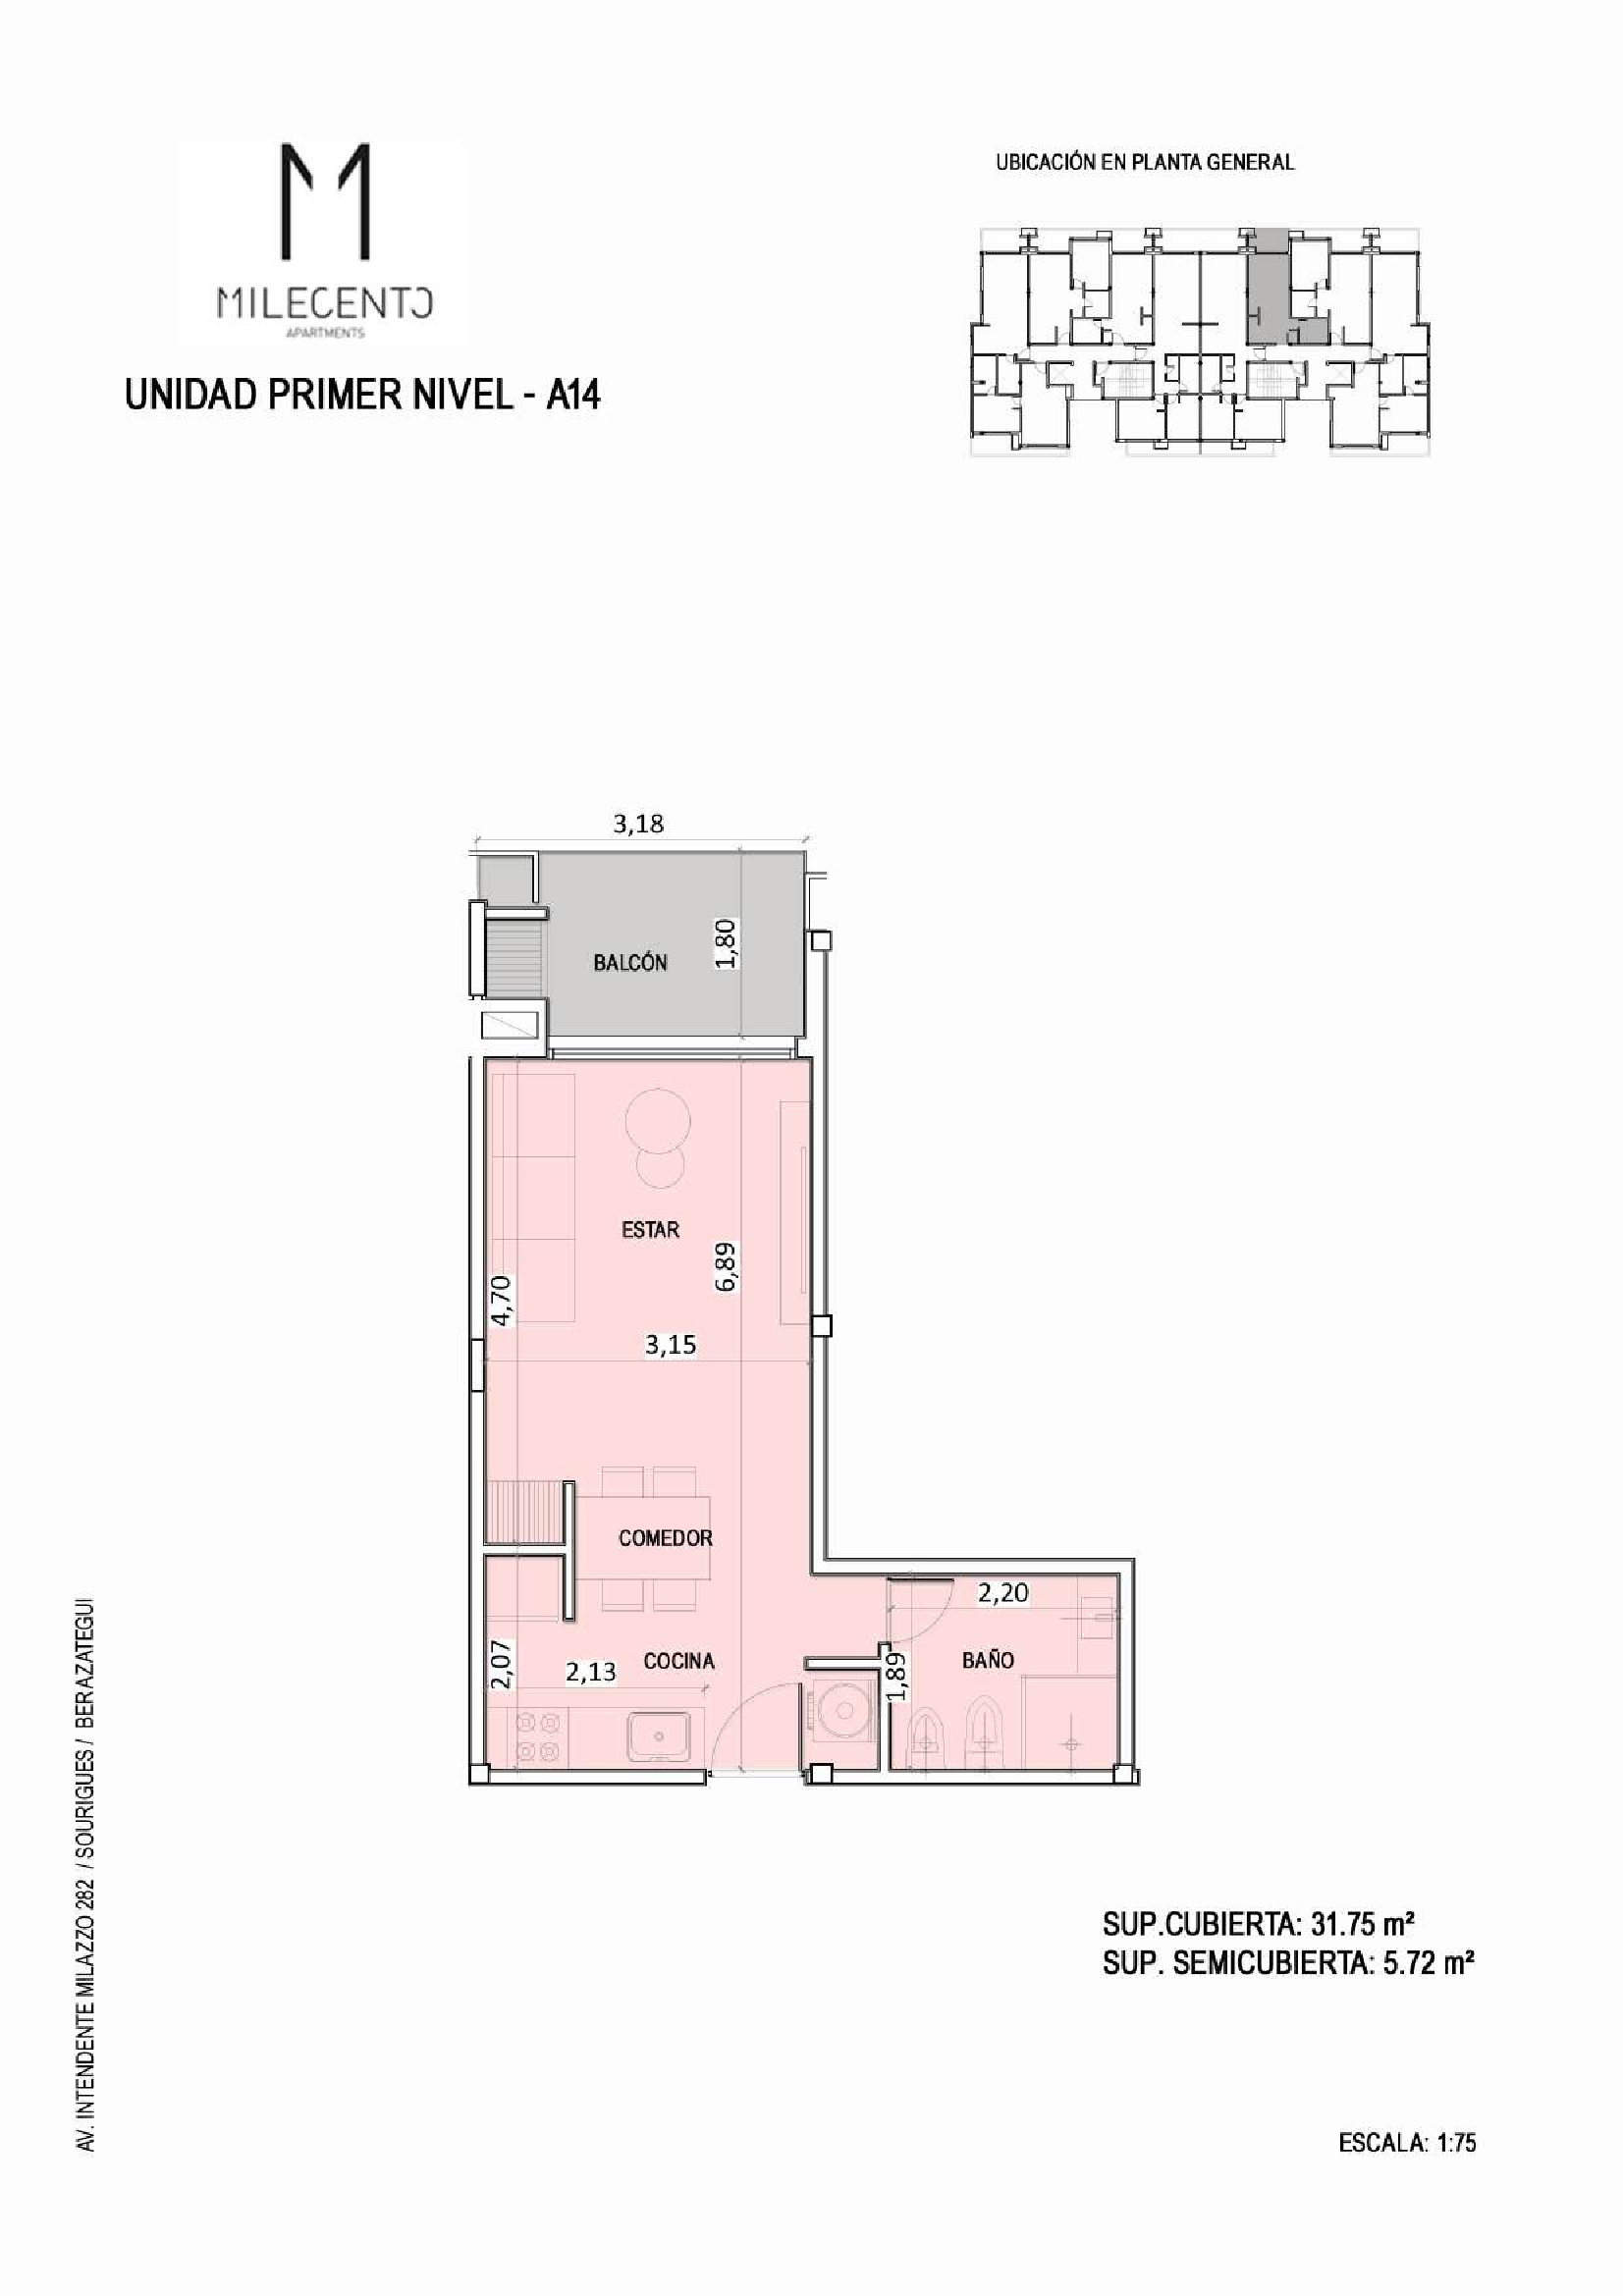 MILECENTO
APARTMENTS
UNIDAD PRIMER NIVEL - A14
UBICACIÓN EN PLANTA GENERAL
3,18
1,80
BALCÓN
ESTAR
6,89
4,70
3,15
COMEDOR
2,20
COCINA
BAÑO
2,07
2,13
1,89
SUP.CUBIERTA: 31.75 m²
SUP. SEMICUBIERTA: 5.72 m²
AV. INTENDENTE MILAZZO 282 / SOURIGUES / BERAZATEGUI
ESCALA: 1:75